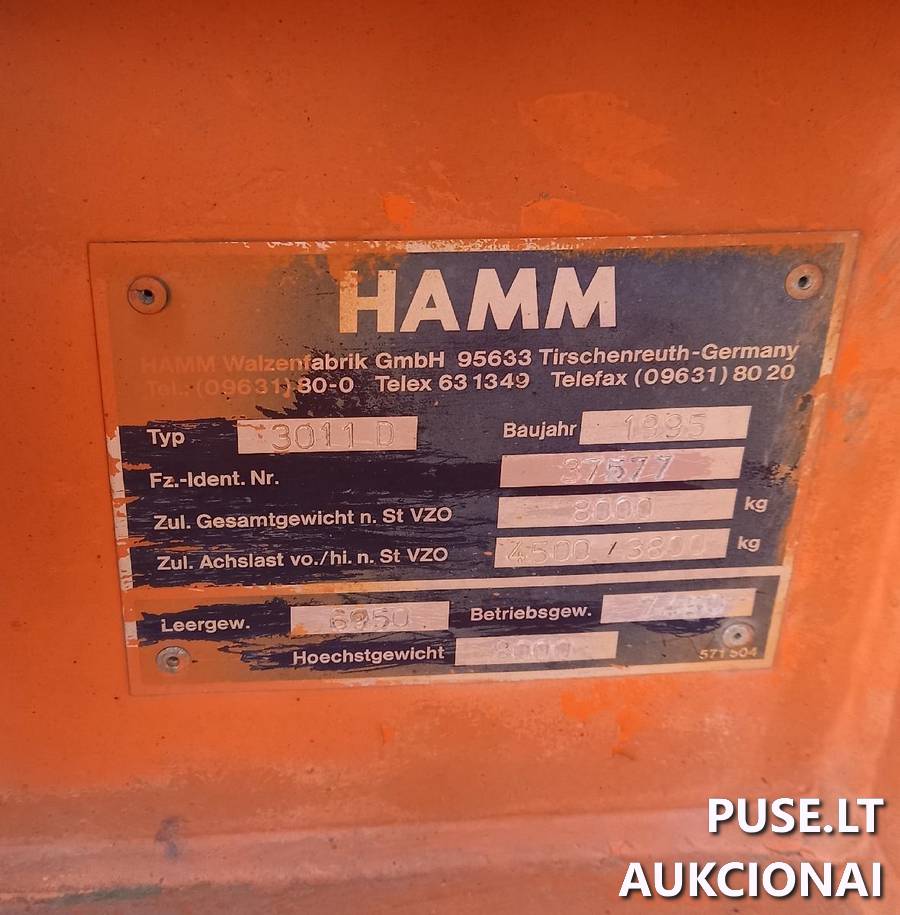 HAMM
HAMM Walzenfabrik GmbH 95633 Tirschenreuth-Germany
Tel.: (09631) 80-0 Telex 63 1349 Telefax (09631) 80 20
Typ 3011 D Baujahr 1995
Fz.-Ident. Nr. 37577
Zul. Gesamtgewicht n. St VZO 8000 kg
Zul. Achslast vo./hi. n. St VZO 4500 / 3800 kg
Leergew. 6950 Betriebsgew.
Hoechstgewicht 8000
571 504
PUSE.LT
AUKCIONAI